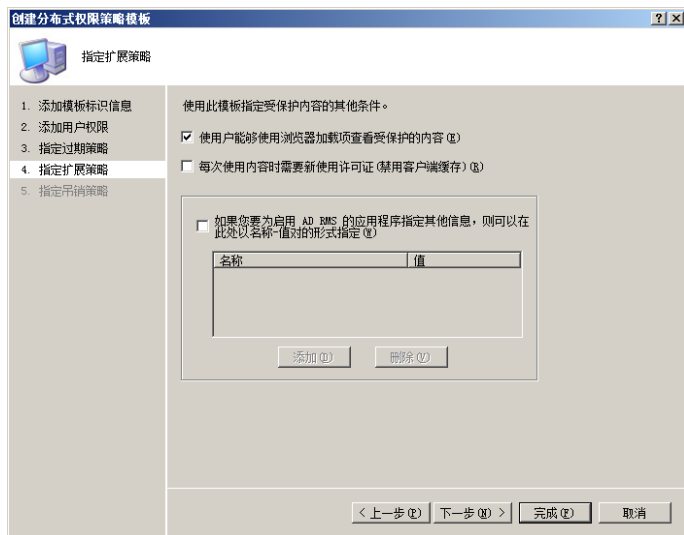 创建分布式权限策略模板
指定扩展策略
1. 添加模板标识信息
2. 添加用户权限
3. 指定过期策略
4. 指定扩展策略
5. 指定吊销策略
使用此模板指定受保护内容的其他条件。
使用户能够使用浏览器加载项查看受保护的内容(E)
每次使用内容时需要新使用许可证(禁用客户端缓存)(R)
如果您要为启用 AD RMS 的应用程序指定其他信息，则可以在
此处以名称-值对的形式指定(W)
名称 值
添加(D) 删除(V)
< 上一步(P) 下一步(N) > 完成(F) 取消